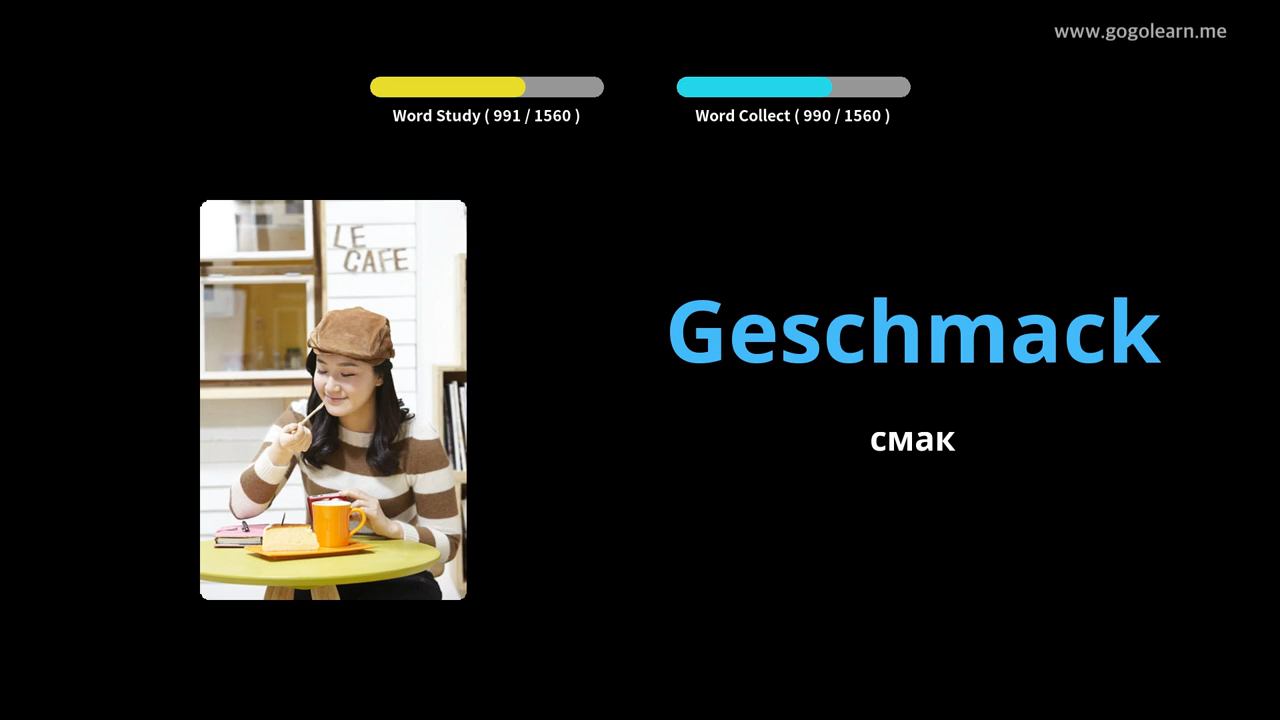 www.gogolearn.me
Word Study ( 991 / 1560 )
Word Collect ( 990 / 1560 )
LE
CAFE
Geschmack
смак